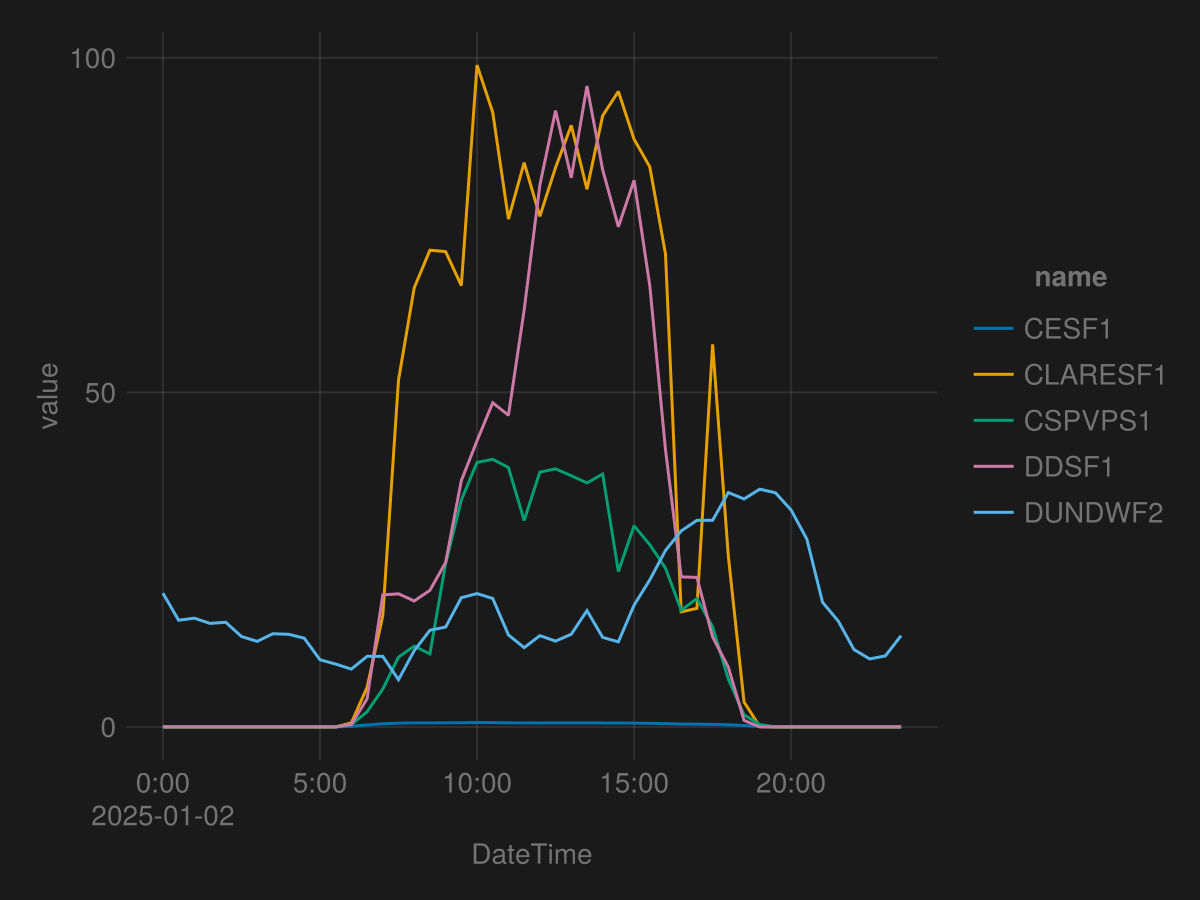 100
50
0
value
0:00 5:00 10:00 15:00 20:00
2025-01-02
DateTime
name
CESF1
CLARESF1
CSPVPS1
DDSF1
DUNDWF2